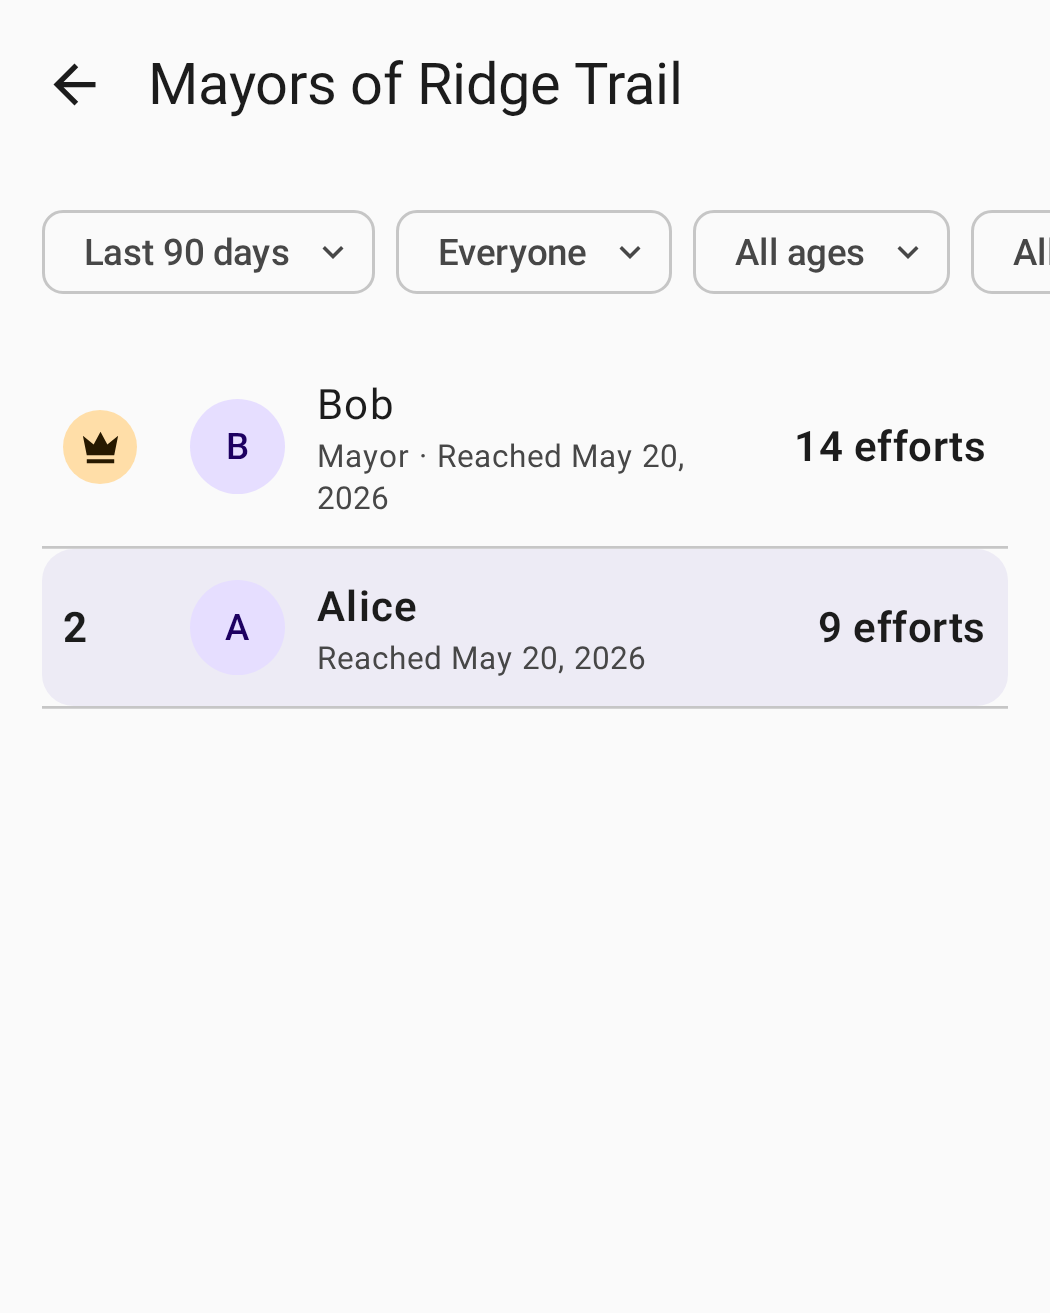 Mayors of Ridge Trail
Last 90 days
Everyone
All ages
All
B
Bob
Mayor · Reached May 20,
2026
14 efforts
2
A
Alice
Reached May 20, 2026
9 efforts